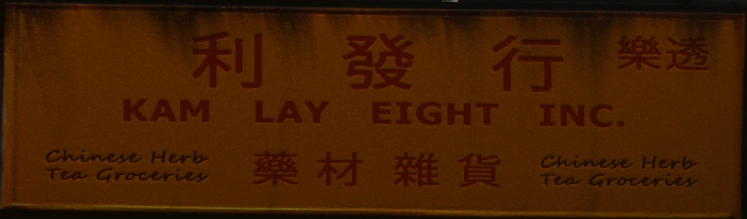 利發行 樂透
KAM LAY EIGHT INC.
Chinese Herb
Tea Groceries
藥材雜貨
Chinese Herb
Tea Groceries